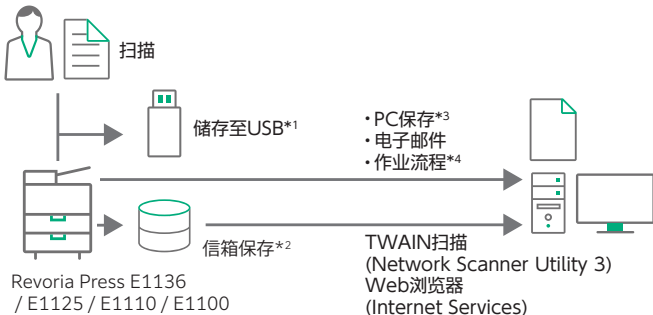 扫描
储存至USB*1
・PC保存*3
・电子邮件
・作业流程*4
信箱保存*2
TWAIN扫描
(Network Scanner Utility 3)
Web浏览器
(Internet Services)
Revoria Press E1136
/ E1125 / E1110 / E1100